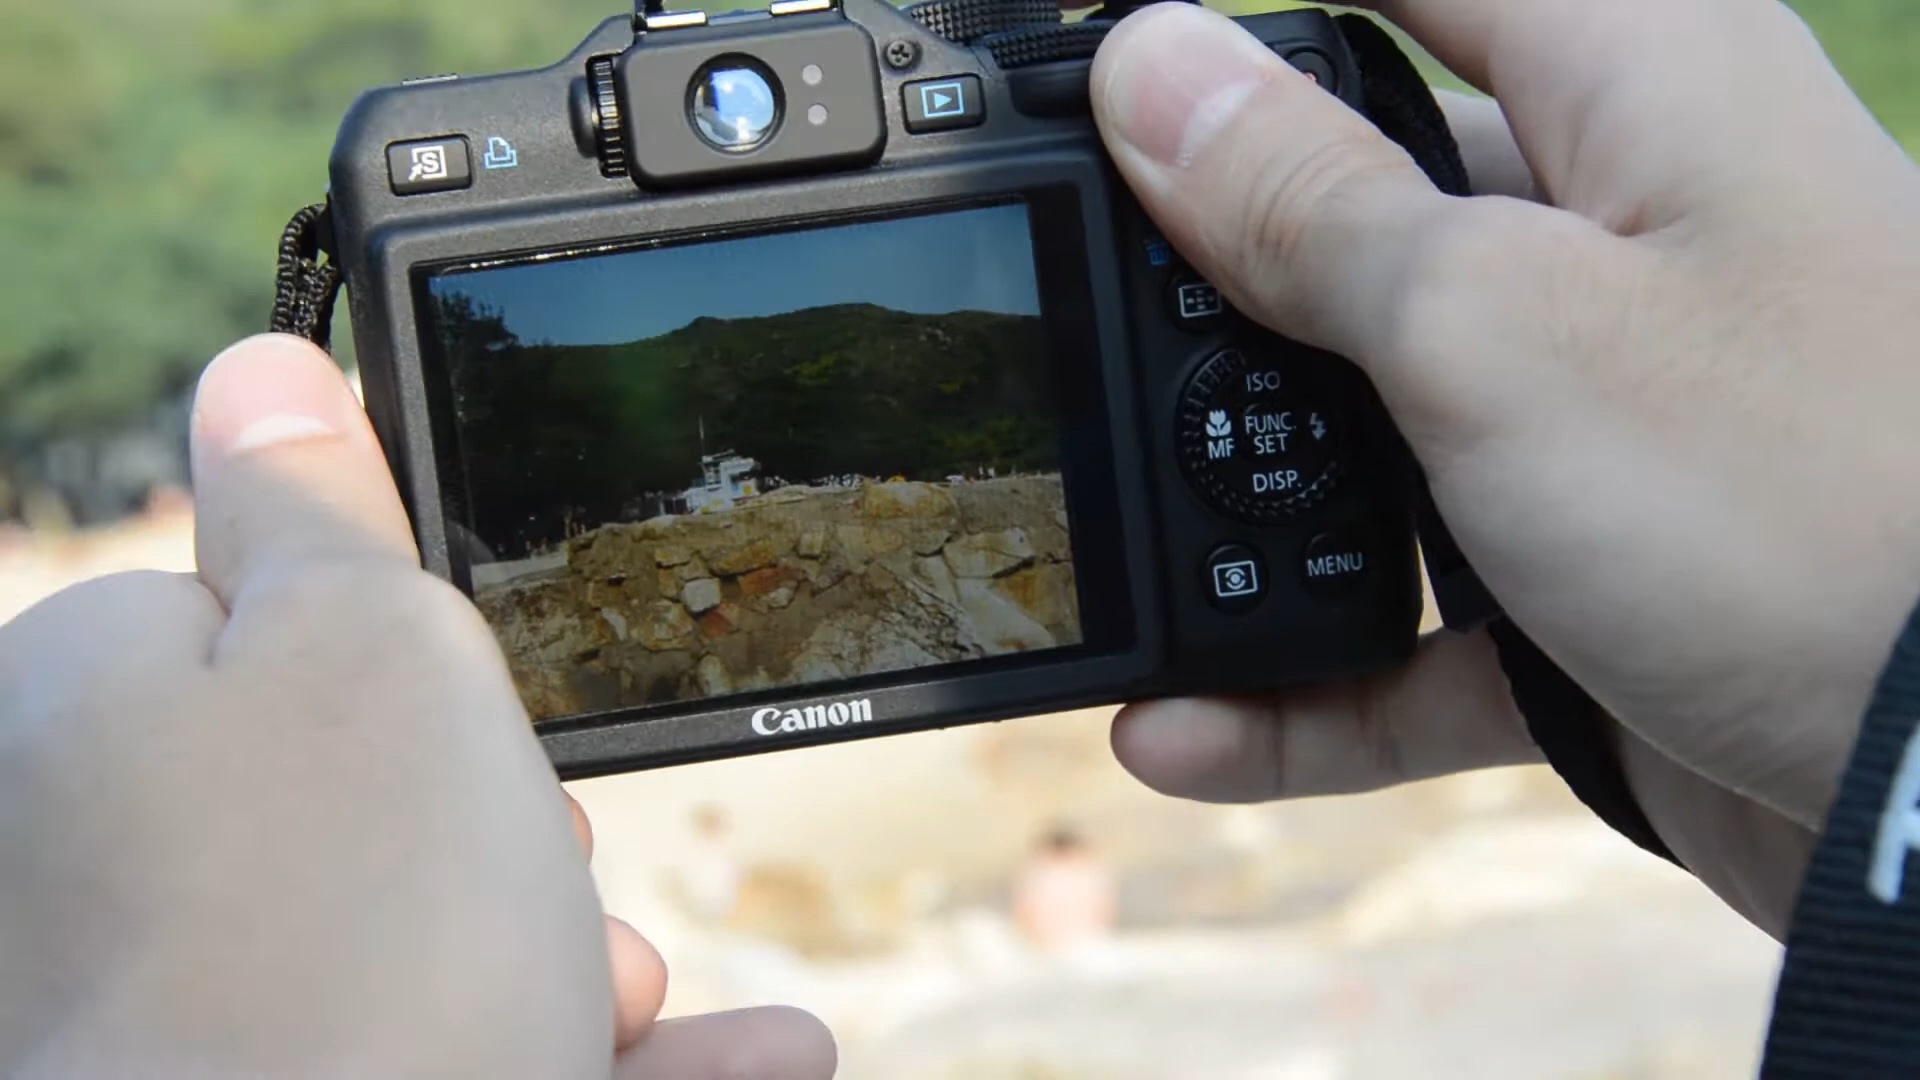 S
ISO
MF
FUNC.
SET
DISP.
MENU
Canon